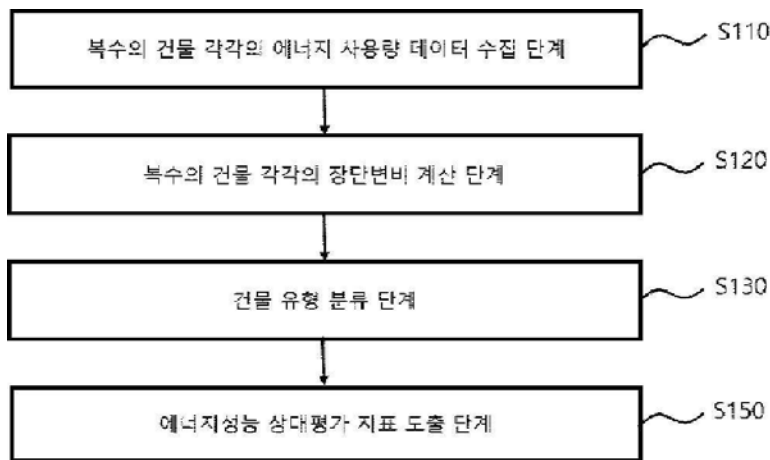 복수의 건물 각각의 에너지 사용량 데이터 수집 단계
S110
복수의 건물 각각의 장단변비 계산 단계
S120
건물 유형 분류 단계
S130
에너지성능 상대평가 지표 도출 단계
S150